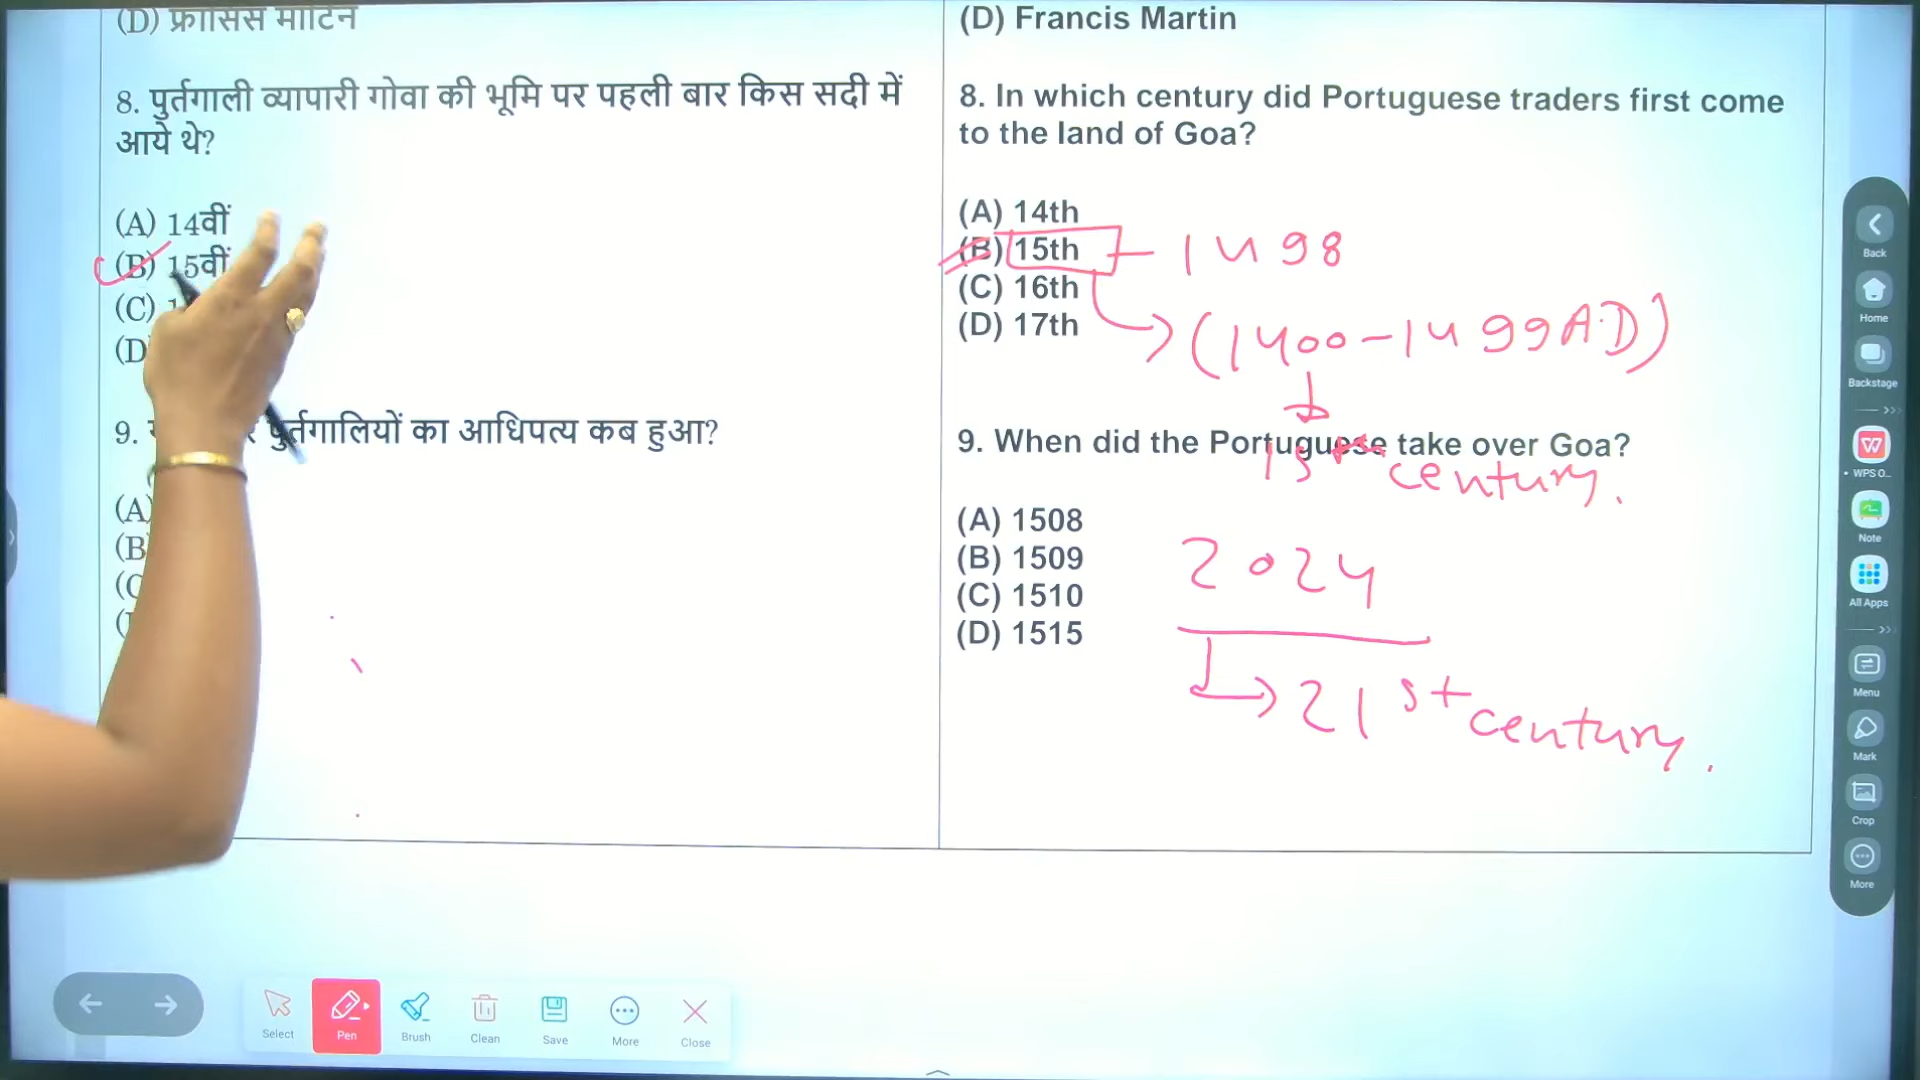 (D) फ्रांसिस मार्टिन
8. पुर्तगाली व्यापारी गोवा की भूमि पर पहली बार किस सदी में
आये थे?
(A) 14वीं
(B) 15वीं
(C)
(D
9. पुर्तगालियों का आधिपत्य कब हुआ?
(A)
(B
(C
(D) Francis Martin
8. In which century did Portuguese traders first come
to the land of Goa?
(A) 14th
(B) 15th - 1498
(C) 16th
(D) 17th
(1400-1499 A.D)
9. When did the Portuguese take over Goa?
15th century.
(A) 1508
(B) 1509
(C) 1510
(D) 1515
2024
21st century.
Back
Home
Backstage
WPS O...
Note
All Apps
Menu
Mark
Crop
More
Select
Pen
Brush
Clean
Save
More
Close